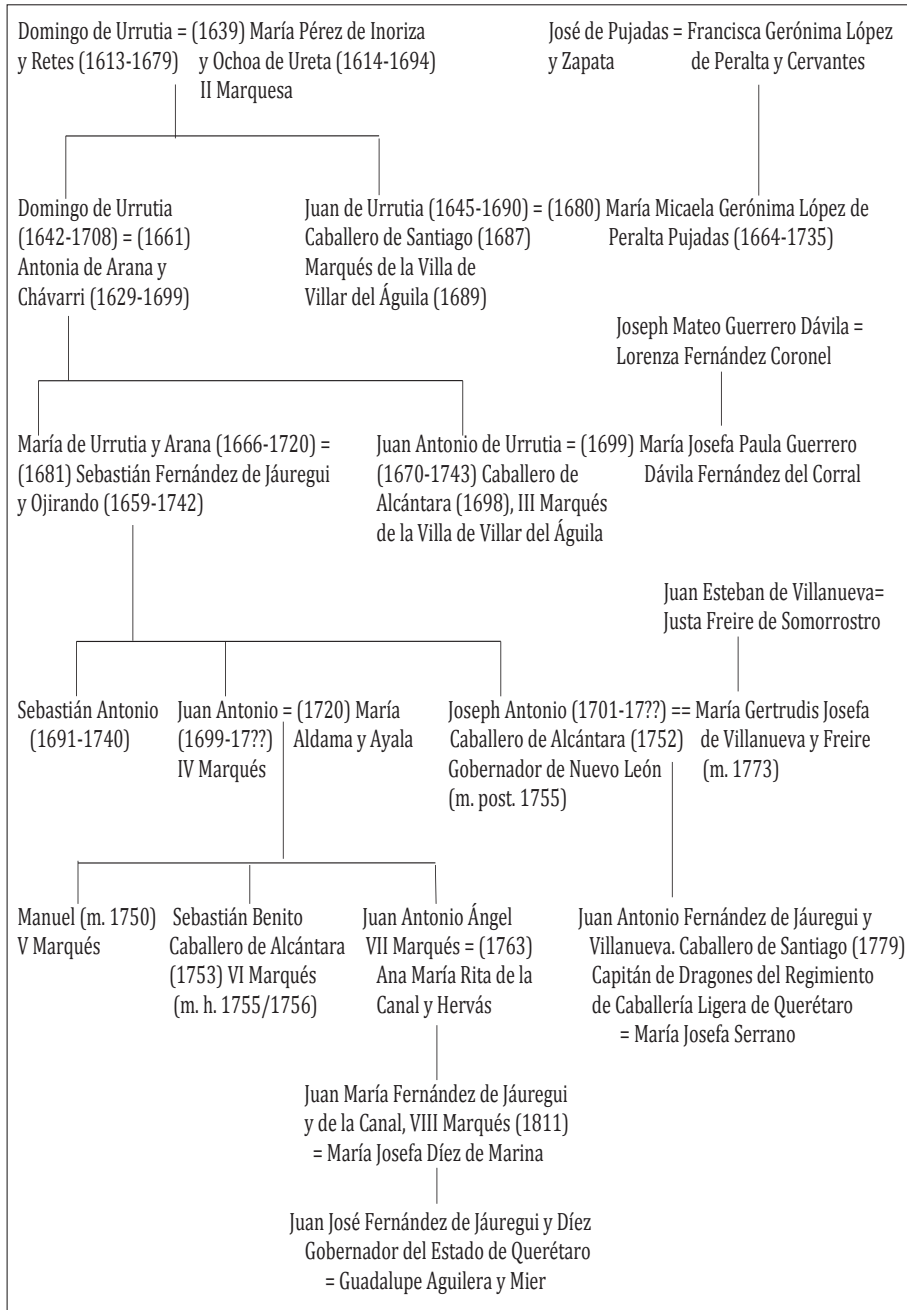 Domingo de Urrutia = (1639) María Pérez de Inoriza
y Retes (1613-1679) y Ochoa de Ureta (1614-1694)
II Marquesa
José de Pujadas = Francisca Gerónima López
y Zapata de Peralta y Cervantes
Domingo de Urrutia
(1642-1708) = (1661)
Antonia de Arana y
Chávarri (1629-1699)
Juan de Urrutia (1645-1690) = (1680) María Micaela Gerónima López de
Caballero de Santiago (1687) Peralta Pujadas (1664-1735)
Marqués de la Villa de
Villar del Águila (1689)
Joseph Mateo Guerrero Dávila =
Lorenza Fernández Coronel
María de Urrutia y Arana (1666-1720) =
(1681) Sebastián Fernández de Jáuregui
y Ojirando (1659-1742)
Juan Antonio de Urrutia = (1699) María Josefa Paula Guerrero
(1670-1743) Caballero de Dávila Fernández del Corral
Alcántara (1698), III Marqués
de la Villa de Villar del Águila
Juan Esteban de Villanueva=
Justa Freire de Somorrostro
Sebastián Antonio
(1691-1740)
Juan Antonio = (1720) María
(1699-17??) Aldama y Ayala
IV Marqués
Joseph Antonio (1701-17??) == María Gertrudis Josefa
Caballero de Alcántara (1752) de Villanueva y Freire
Gobernador de Nuevo León (m. 1773)
(m. post. 1755)
Manuel (m. 1750)
V Marqués
Sebastián Benito
Caballero de Alcántara
(1753) VI Marqués
(m. h. 1755/1756)
Juan Antonio Ángel
VII Marqués = (1763)
Ana María Rita de la
Canal y Hervás
Juan Antonio Fernández de Jáuregui y
Villanueva. Caballero de Santiago (1779)
Capitán de Dragones del Regimiento
de Caballería Ligera de Querétaro
= María Josefa Serrano
Juan María Fernández de Jáuregui
y de la Canal, VIII Marqués (1811)
= María Josefa Díez de Marina
Juan José Fernández de Jáuregui y Díez
Gobernador del Estado de Querétaro
= Guadalupe Aguilera y Mier